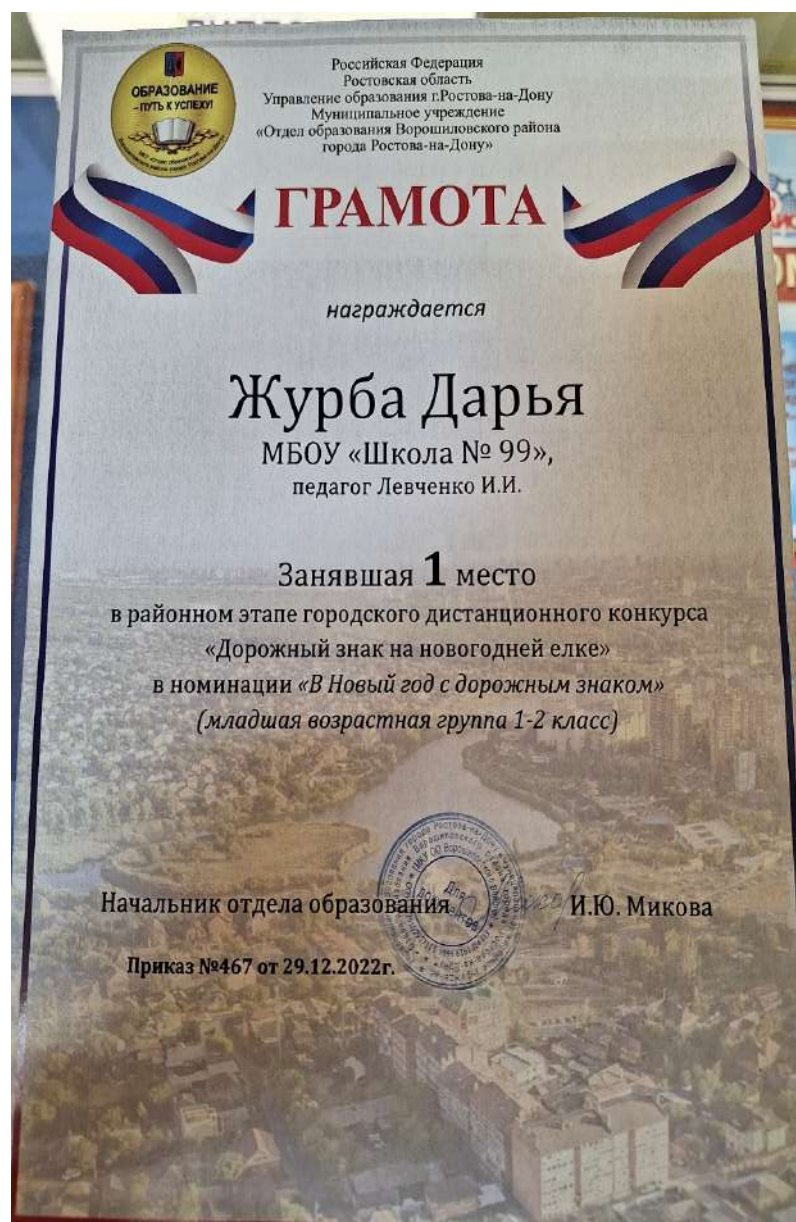 ОБРАЗОВАНИЕ
– ПУТЬ К УСПЕХУ!
Российская Федерация
Ростовская область
Управление образования г.Ростова-на-Дону
Муниципальное учреждение
«Отдел образования Ворошиловского района
города Ростова-на-Дону»
ГРАМОТА
награждается
Журба Дарья
МБОУ «Школа № 99»,
педагог Левченко И.И.
Занявшая 1 место
в районном этапе городского дистанционного конкурса
«Дорожный знак на новогодней елке»
в номинации «В Новый год с дорожным знаком»
(младшая возрастная группа 1-2 класс)
Для
Начальник отдела образования И.Ю. Микова
Приказ №467 от 29.12.2022г.